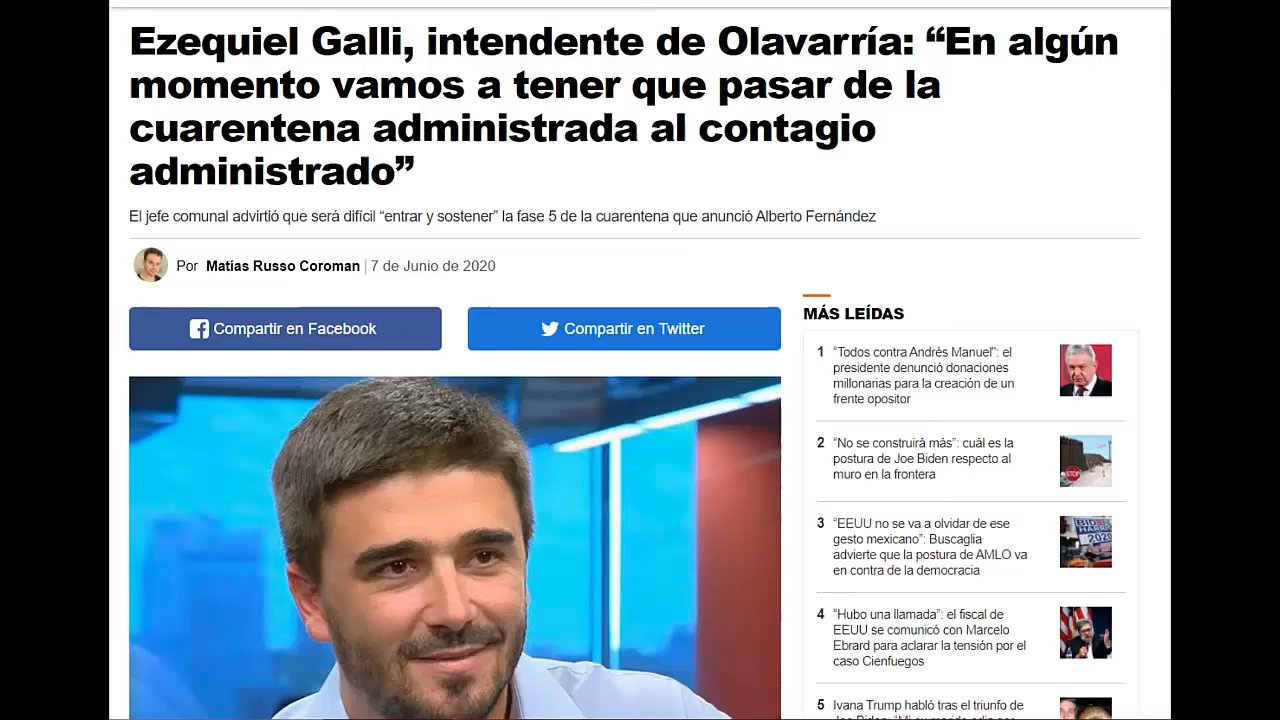 Ezequiel Galli, intendente de Olavarría: “En algún
momento vamos a tener que pasar de la
cuarentena administrada al contagio
administrado”
El jefe comunal advirtió que será difícil “entrar y sostener” la fase 5 de la cuarentena que anunció Alberto Fernández
Por Matías Russo Coroman | 7 de Junio de 2020
Compartir en Facebook
Compartir en Twitter
MÁS LEÍDAS
1 “Todos contra Andrés Manuel”: el
presidente denunció donaciones
millonarias para la creación de un
frente opositor
2 “No se construirá más”: cuál es la
postura de Joe Biden respecto al
muro en la frontera
STOP
3 “EEUU no se va a olvidar de ese
gesto mexicano”: Buscaglia
advierte que la postura de AMLO va
en contra de la democracia
BIDEN
HARRIS
2020
4 “Hubo una llamada”: el fiscal de
EEUU se comunicó con Marcelo
Ebrard para aclarar la tensión por el
caso Cienfuegos
5 Ivana Trump habló tras el triunfo de